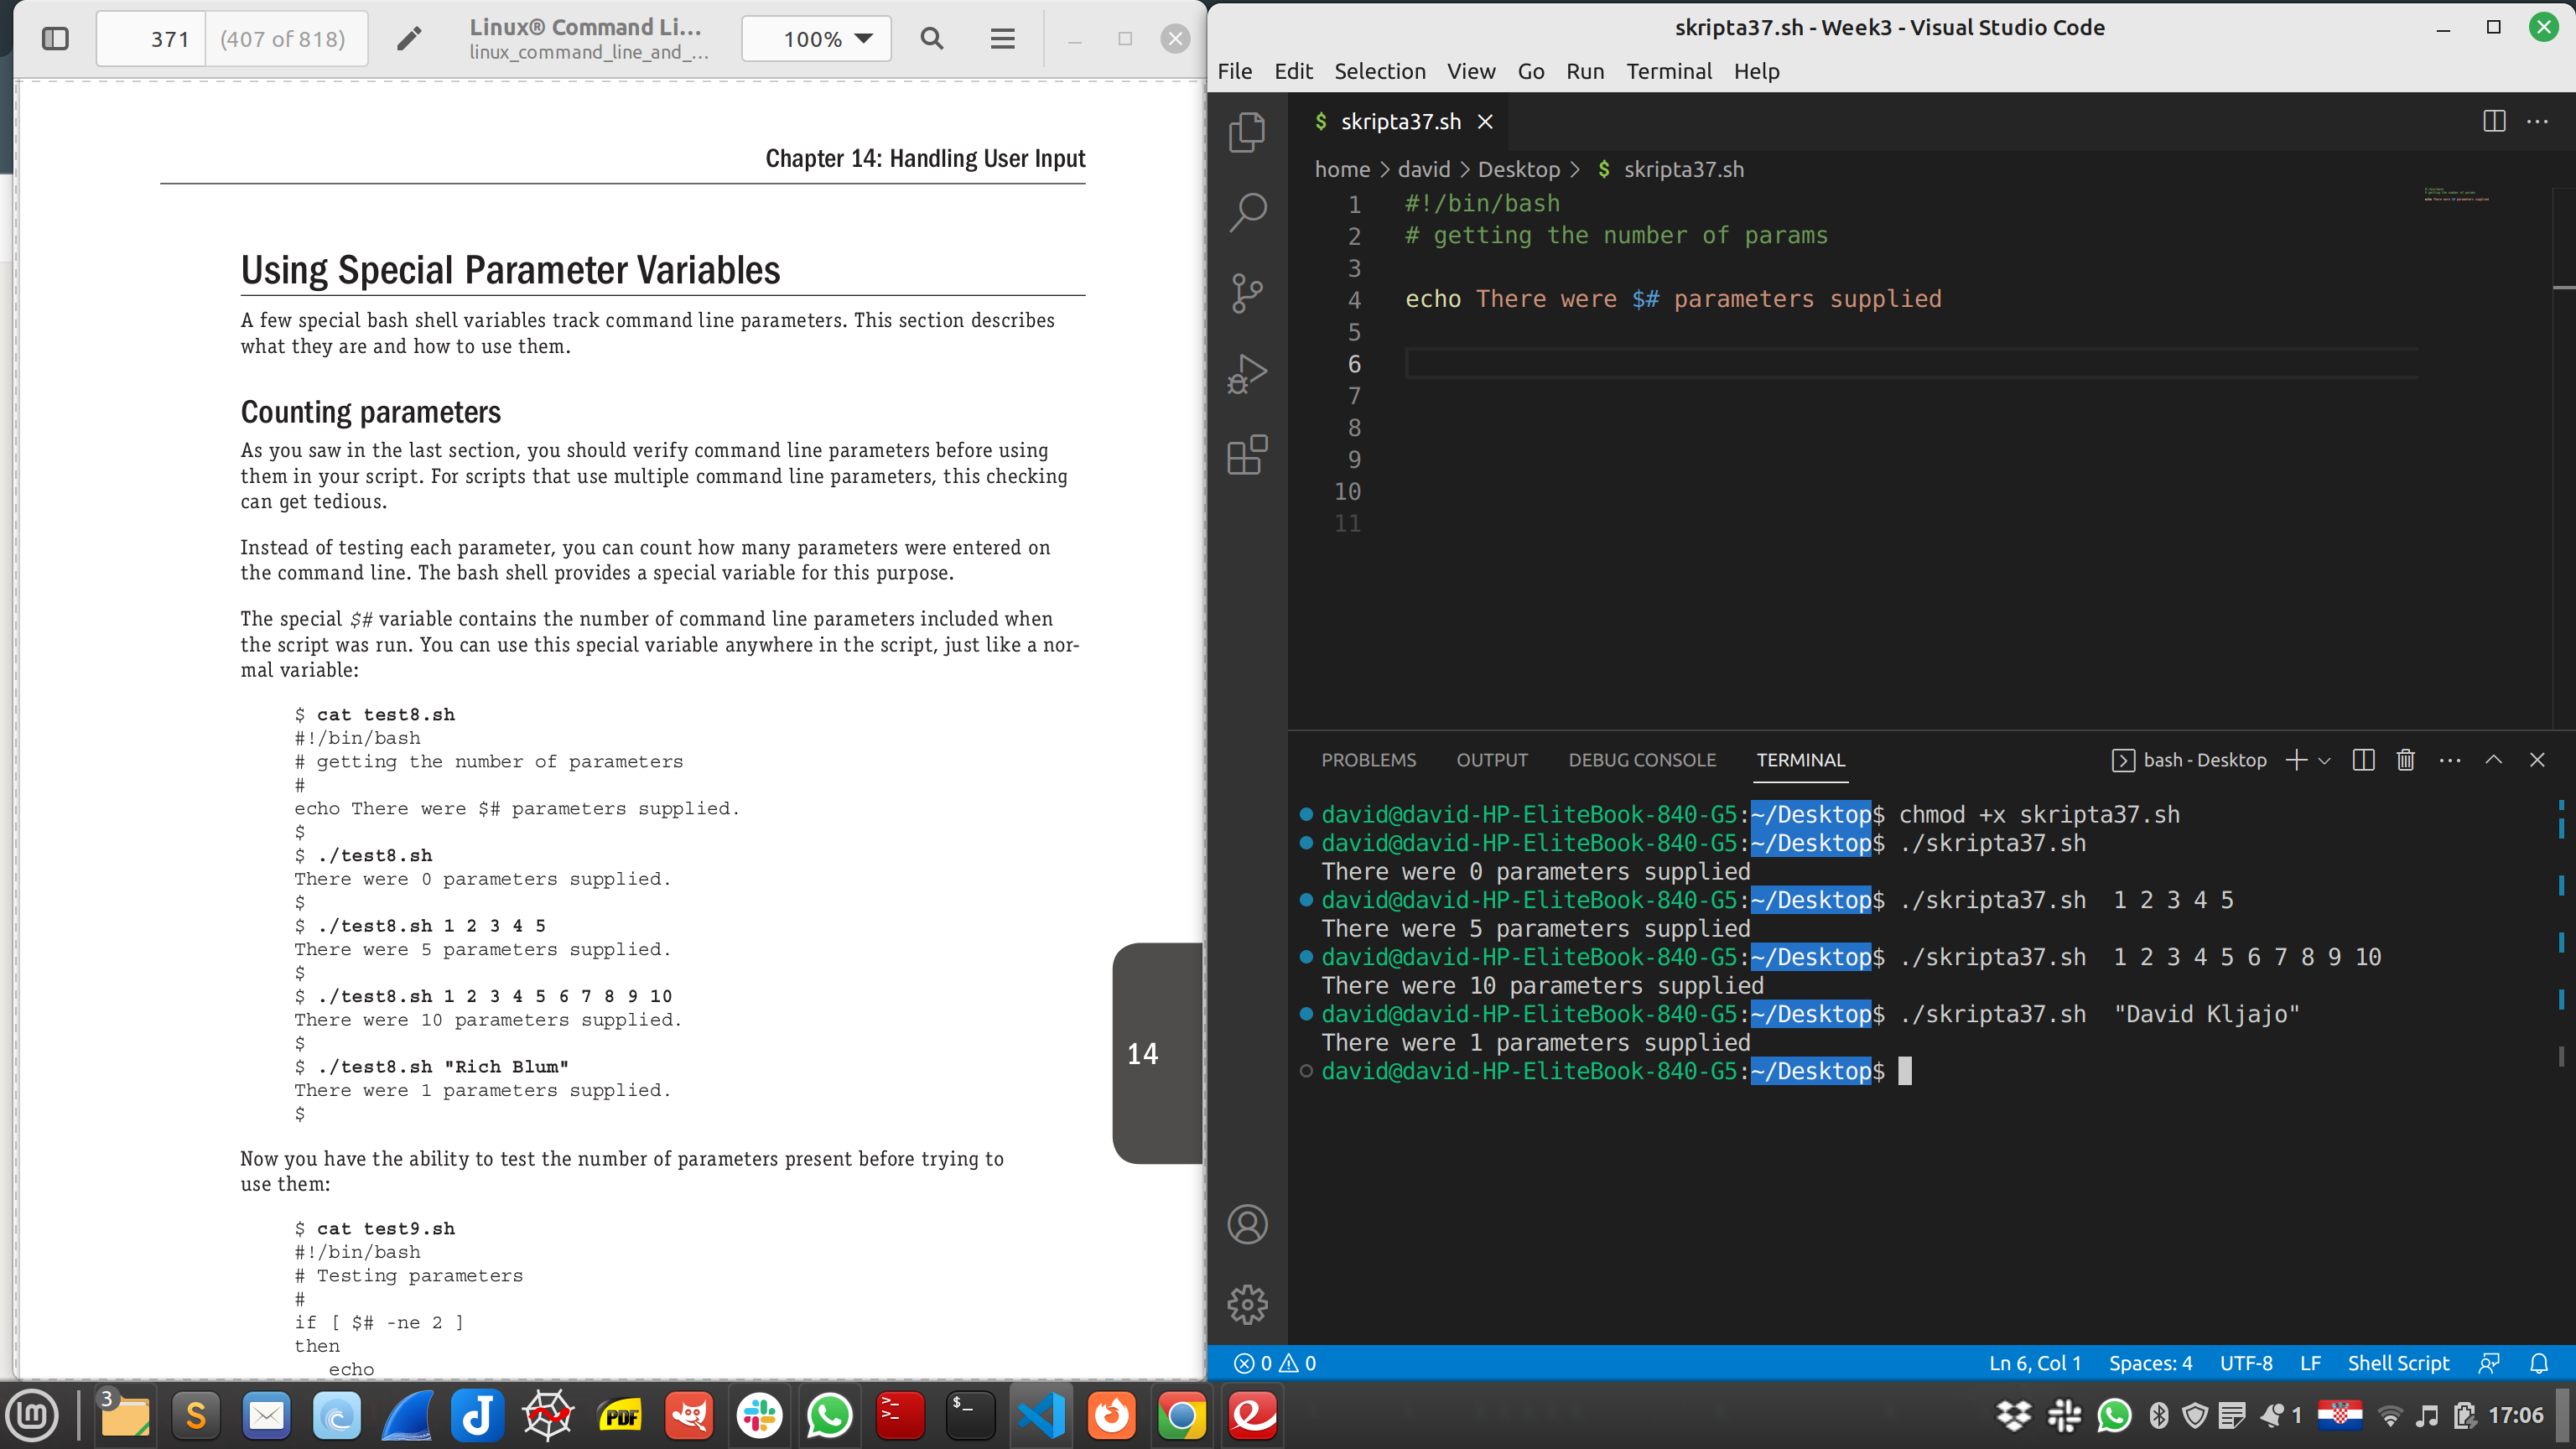 371 (407 of 818)
Linux® Command Li...
linux_command_line_and_...
100%
Chapter 14: Handling User Input
Using Special Parameter Variables
A few special bash shell variables track command line parameters. This section describes
what they are and how to use them.
Counting parameters
As you saw in the last section, you should verify command line parameters before using
them in your script. For scripts that use multiple command line parameters, this checking
can get tedious.
Instead of testing each parameter, you can count how many parameters were entered on
the command line. The bash shell provides a special variable for this purpose.
The special $# variable contains the number of command line parameters included when
the script was run. You can use this special variable anywhere in the script, just like a nor-
mal variable:
$ cat test8.sh
#!/bin/bash
# getting the number of parameters
#
echo There were $# parameters supplied.
$
$ ./test8.sh
There were 0 parameters supplied.
$
$ ./test8.sh 1 2 3 4 5
There were 5 parameters supplied.
$
$ ./test8.sh 1 2 3 4 5 6 7 8 9 10
There were 10 parameters supplied.
$
$ ./test8.sh "Rich Blum"
There were 1 parameters supplied.
$
14
Now you have the ability to test the number of parameters present before trying to
use them:
$ cat test9.sh
#!/bin/bash
# Testing parameters
#
if [ $# -ne 2 ]
then
echo
skripta37.sh - Week3 - Visual Studio Code
File Edit Selection View Go Run Terminal Help
$ skripta37.sh
home > david > Desktop > $ skripta37.sh
1 #!/bin/bash
2 # getting the number of params
3
4 echo There were $# parameters supplied
5
6
7
8
9
10
11
PROBLEMS OUTPUT DEBUG CONSOLE TERMINAL bash - Desktop
david@david-HP-EliteBook-840-G5:~/Desktop$ chmod +x skripta37.sh
david@david-HP-EliteBook-840-G5:~/Desktop$ ./skripta37.sh
There were 0 parameters supplied
david@david-HP-EliteBook-840-G5:~/Desktop$ ./skripta37.sh 1 2 3 4 5
There were 5 parameters supplied
david@david-HP-EliteBook-840-G5:~/Desktop$ ./skripta37.sh 1 2 3 4 5 6 7 8 9 10
There were 10 parameters supplied
david@david-HP-EliteBook-840-G5:~/Desktop$ ./skripta37.sh "David Kljajo"
There were 1 parameters supplied
david@david-HP-EliteBook-840-G5:~/Desktop$
0 0 Ln 6, Col 1 Spaces: 4 UTF-8 LF Shell Script
3 S PDF 1 17:06